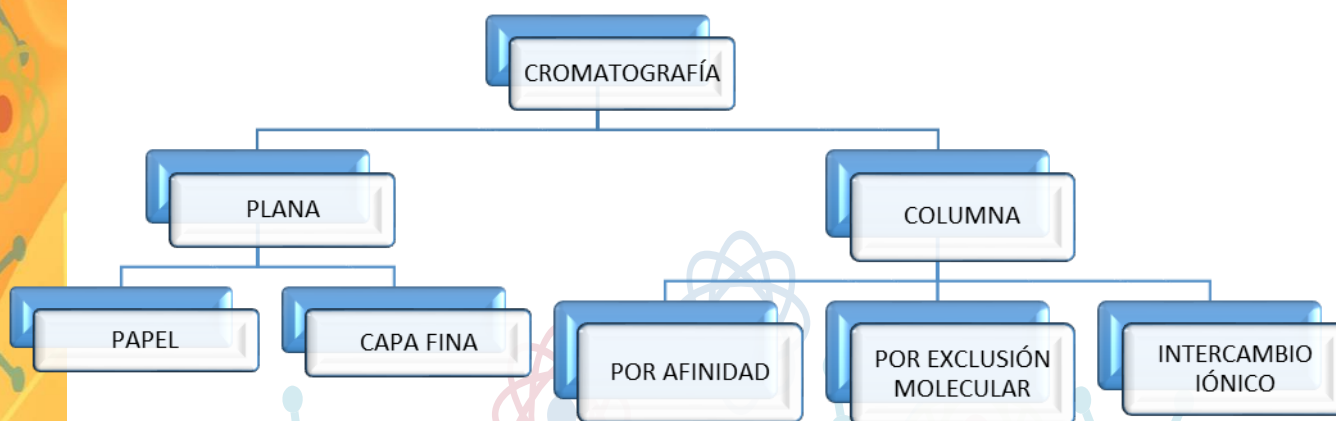 CROMATOGRAFÍA
PLANA
COLUMNA
PAPEL
CAPA FINA
POR AFINIDAD
POR EXCLUSIÓN
MOLECULAR
INTERCAMBIO
IÓNICO